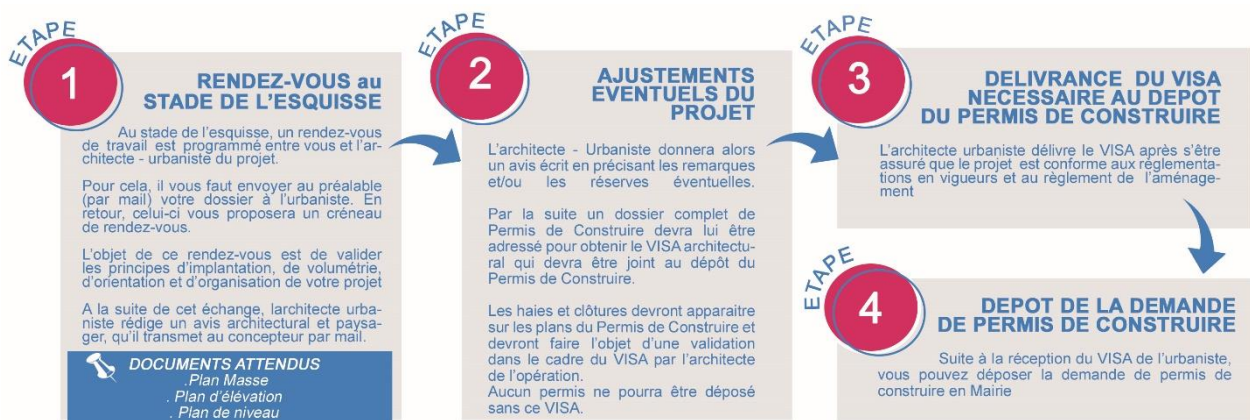 ETAPE
1
RENDEZ-VOUS au
STADE DE L'ESQUISSE
Au stade de l'esquisse, un rendez-vous
de travail est programmé entre vous et l'ar-
chitecte - urbaniste du projet.
Pour cela, il vous faut envoyer au préalable
(par mail) votre dossier à l'urbaniste. En
retour, celui-ci vous proposera un créneau
de rendez-vous.
L'objet de ce rendez-vous est de valider
les principes d'implantation, de volumétrie,
d'orientation et d'organisation de votre projet
A la suite de cet échange, larchitecte urba-
niste rédige un avis architectural et paysa-
ger, qu'il transmet au concepteur par mail.
DOCUMENTS ATTENDUS
.Plan Masse
. Plan d'élévation
. Plan de niveau
ETAPE
2
AJUSTEMENTS
EVENTUELS DU
PROJET
L'architecte - Urbaniste donnera alors
un avis écrit en précisant les remarques
et/ou les réserves éventuelles.
Par la suite un dossier complet de
Permis de Construire devra lui être
adressé pour obtenir le VISA architectu-
ral qui devra être joint au dépôt du
Permis de Construire.
Les haies et clôtures devront apparaitre
sur les plans du Permis de Construire et
devront faire l'objet d'une validation
dans le cadre du VISA par l'architecte
de l'opération.
Aucun permis ne pourra être déposé
sans ce VISA.
ETAPE
3
DELIVRANCE DU VISA
NECESSAIRE AU DEPOT
DU PERMIS DE CONSTRUIRE
L'architecte urbaniste délivre le VISA après s'être
assuré que le projet est conforme aux réglementa-
tions en vigueurs et au règlement de l'aménage-
ment
ETAPE
4
DEPOT DE LA DEMANDE
DE PERMIS DE CONSTRUIRE
Suite à la réception du VISA de l'urbaniste,
vous pouvez déposer la demande de permis de
construire en Mairie